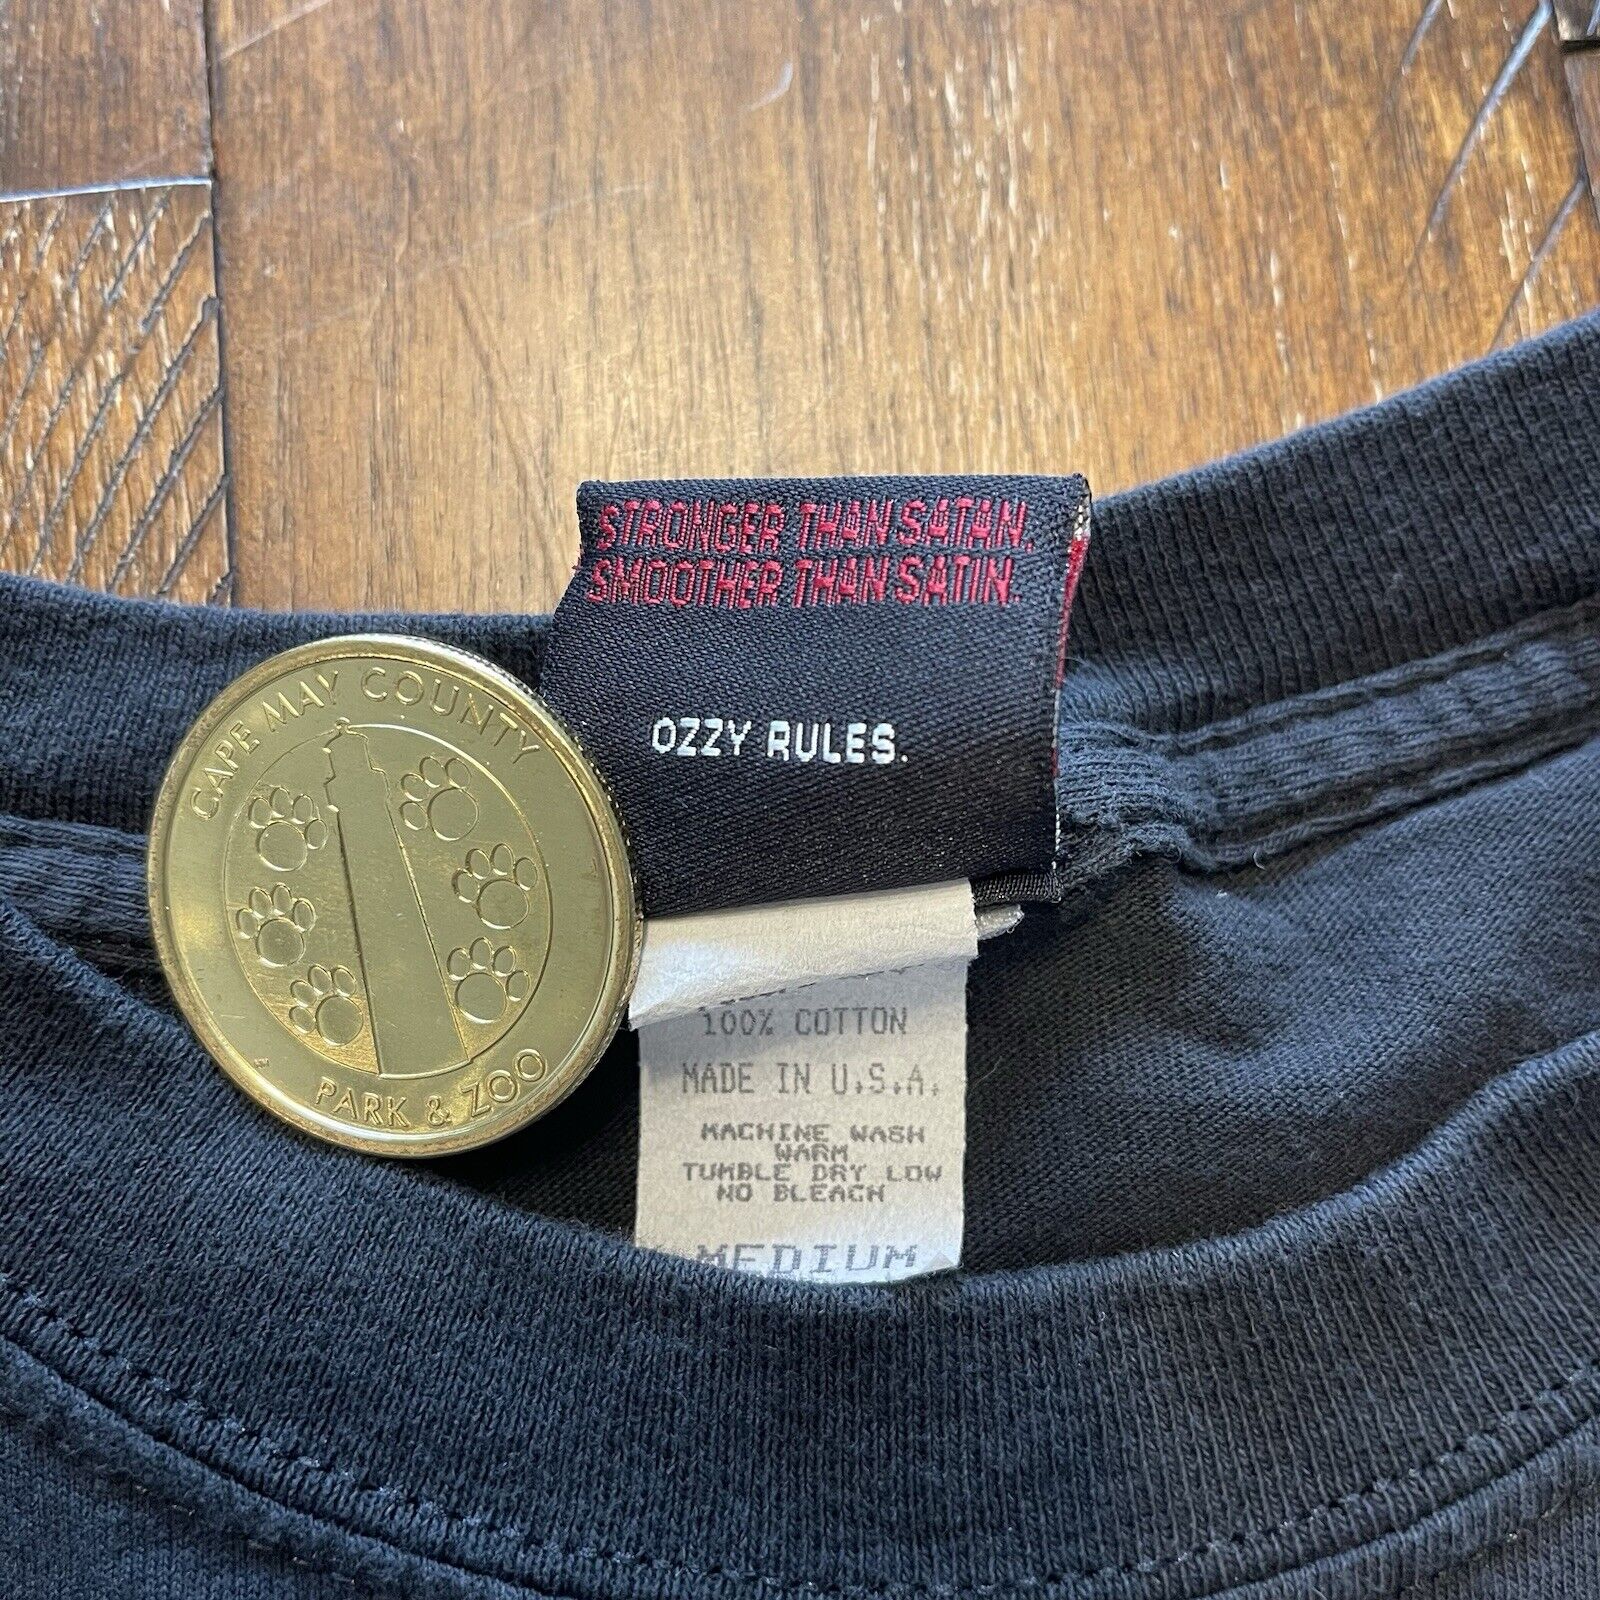 STRONGER THAN SATAN.
SMOOTHER THAN SATIN.
OZZY RULES.
CAPE MAY COUNTY
PARK & ZOO
100% COTTON
MADE IN U.S.A.
MACHINE WASH
WARM
TUMBLE DRY LOW
NO BLEACH
MEDIUM